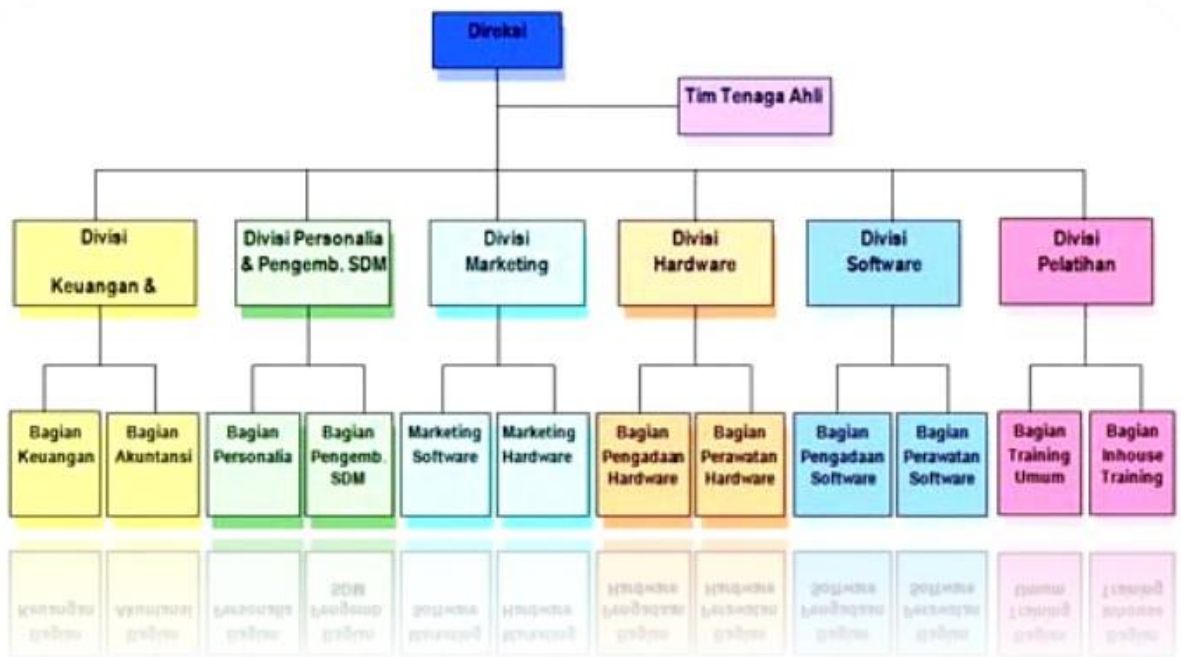 Direksi
Tim Tenaga Ahli
Divisi
Keuangan &
Divisi Personalia
& Pengemb. SDM
Divisi
Marketing
Divisi
Hardware
Divisi
Software
Divisi
Pelatihan
Bagian
Keuangan
Bagian
Akuntansi
Bagian
Personalia
Bagian
Pengemb.
SDM
Marketing
Software
Marketing
Hardware
Bagian
Pengadaan
Hardware
Bagian
Perawatan
Hardware
Bagian
Pengadaan
Software
Bagian
Perawatan
Software
Bagian
Training
Umum
Bagian
Inhouse
Training